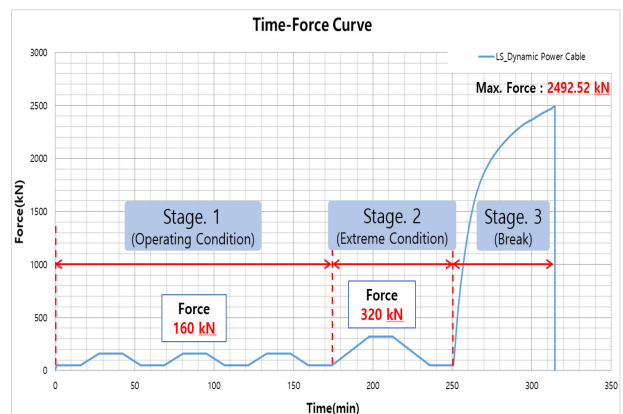 Time-Force Curve
LS_Dynamic Power Cable
Max. Force : 2492.52 kN
Force(kN)
3000
2500
2000
1500
1000
500
0
Stage. 1
(Operating Condition)
Stage. 2
(Extreme Condition)
Stage. 3
(Break)
Force
160 kN
Force
320 kN
0
50
100
150
200
250
300
350
Time(min)